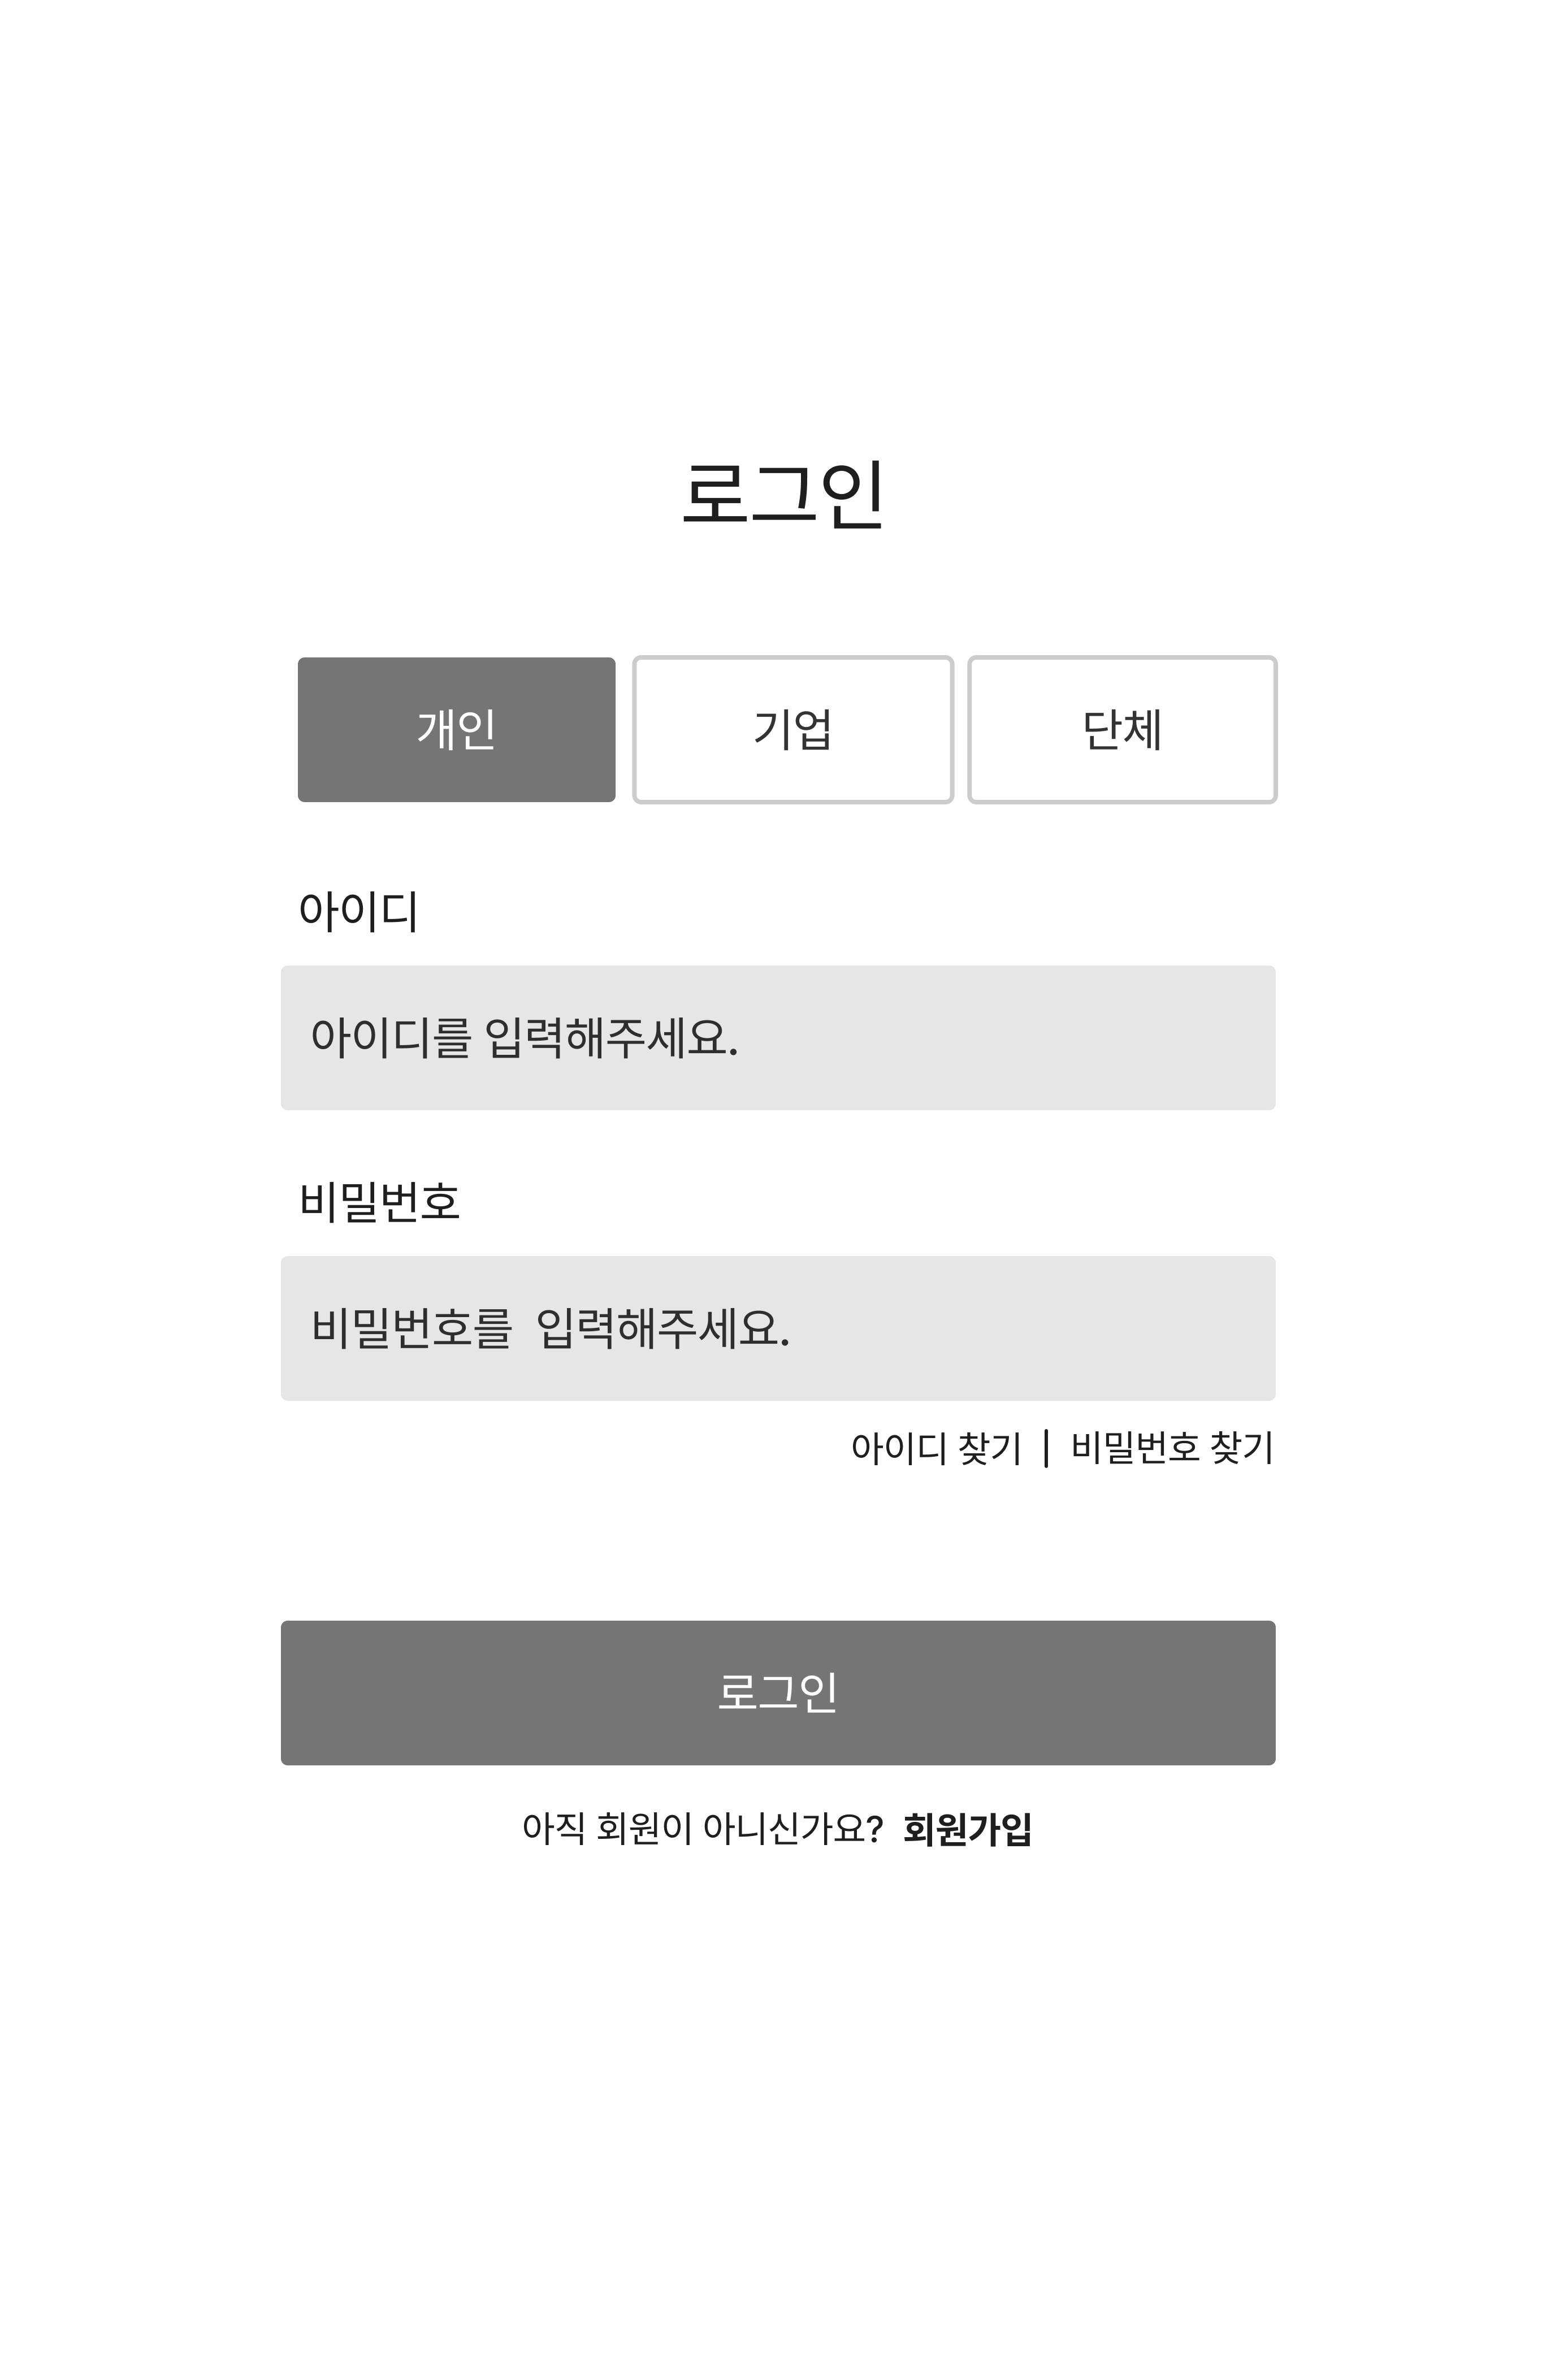 로그인
개인 기업 단체
아이디
아이디를 입력해주세요.
비밀번호
비밀번호를 입력해주세요.
아이디 찾기 | 비밀번호 찾기
로그인
아직 회원이 아니신가요? 회원가입